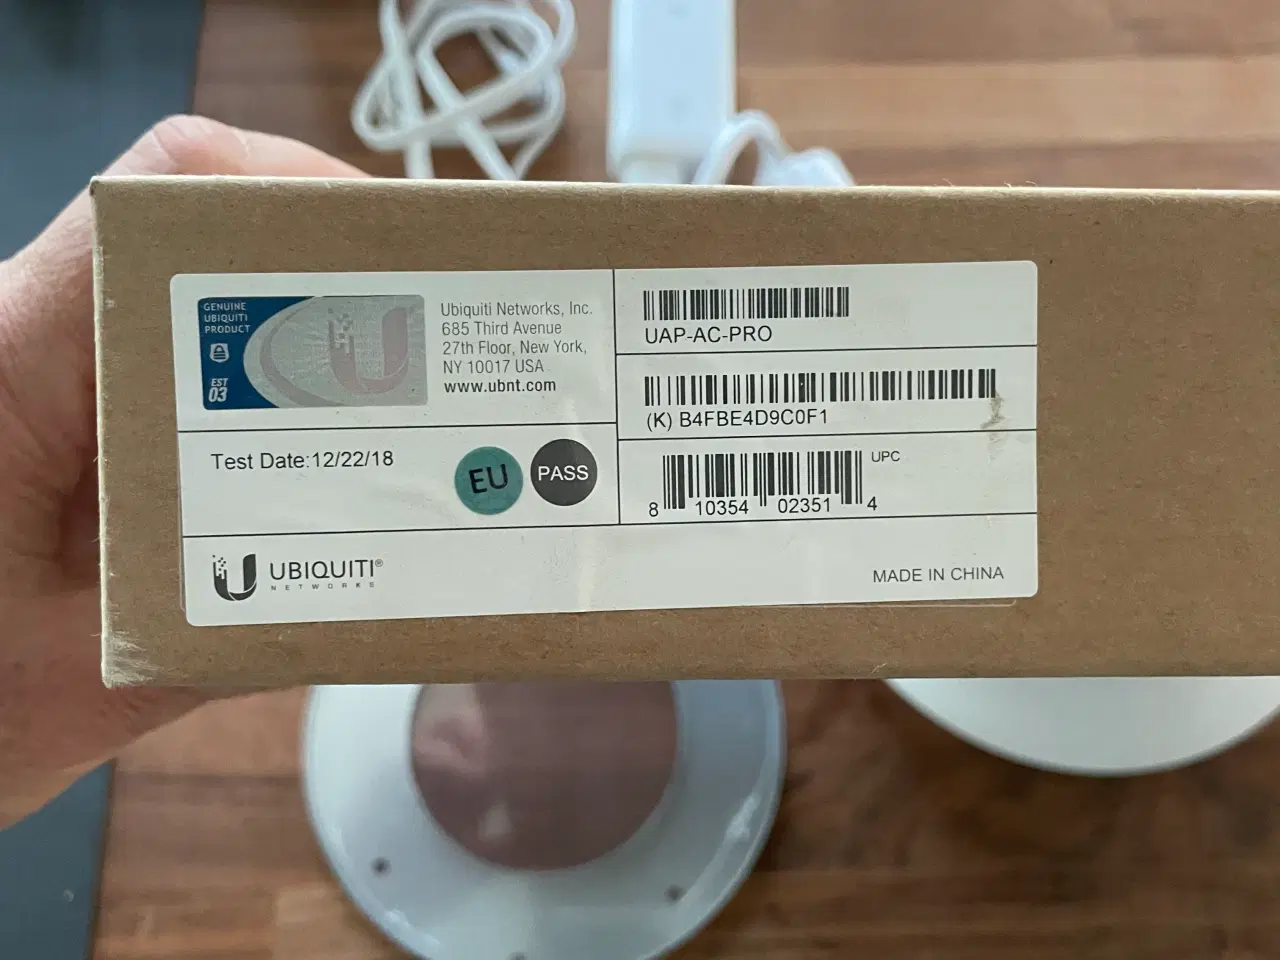 GENUINE
UBIQUITI
PRODUCT
EST
03
Ubiquiti Networks, Inc.
685 Third Avenue
27th Floor, New York,
NY 10017 USA
www.ubnt.com
UAP-AC-PRO
(K) B4FBE4D9C0F1
Test Date:12/22/18
EU
PASS
UPC
8 10354 02351 4
UBIQUITI®
NETWORKS
MADE IN CHINA